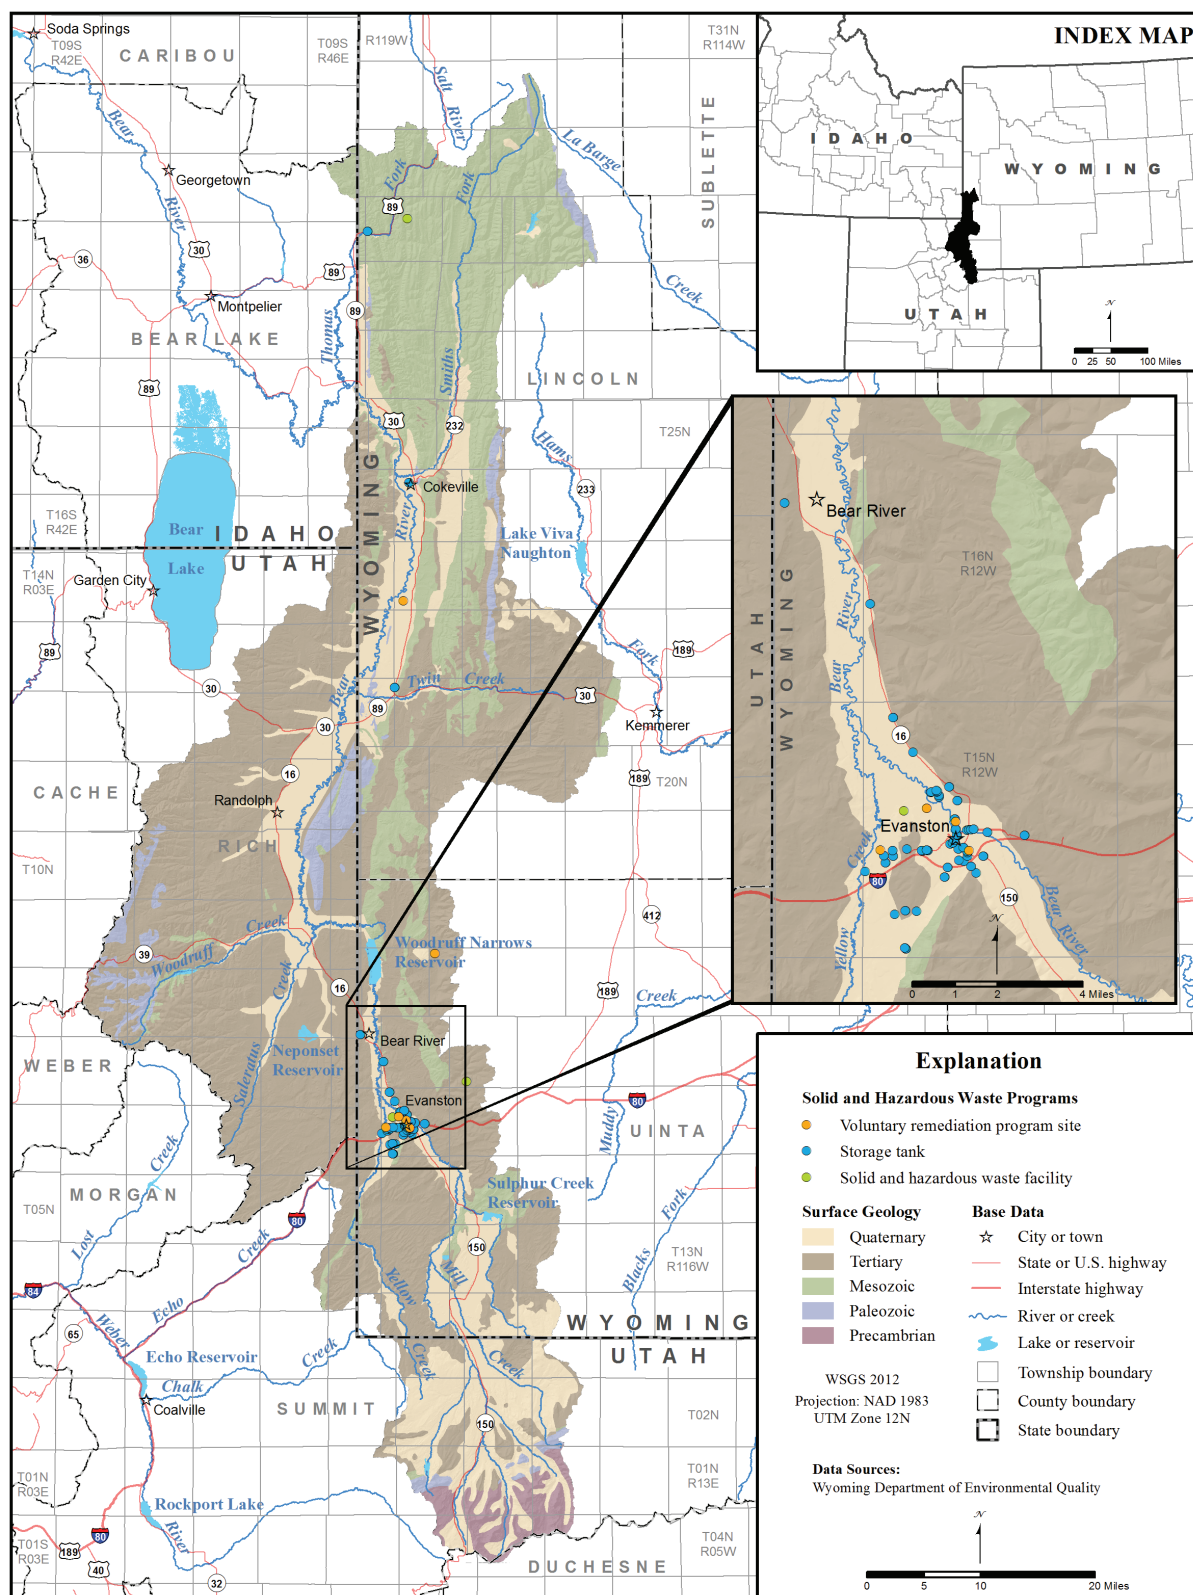 Soda Springs
T09S
R42E
CARIBOU
T09S
R46E
R119W
T31N
R114W
Salt
River
SUBLETTE
La Barge
Creek
Bear
River
Georgetown
30
36
89
Montpelier
BEAR LAKE
89
89
89
Thomas
Fork
Smiths
Fork
LINCOLN
30
232
T25N
Hams
233
Cokeville
River
T16S
R42E
Bear
Lake
IDAHO
UTAH
WYOMING
Lake Viva
Naughton
T14N
R03E
Garden City
89
30
Fork
189
Twin
Creek
30
Bear
89
30
Kemmerer
16
189
T20N
CACHE
Randolph
RICH
T10N
412
Creek
Woodruff
39
Creek
Woodruff Narrows
Reservoir
16
189
Creek
Bear River
Neponset
Reservoir
Saleratus
WEBER
Evanston
80
Muddy
UINTA
Creek
MORGAN
T05N
Lost
Sulphur Creek
Reservoir
80
Creek
Fork
150
T13N
R116W
Echo
Mill
Yellow
Blacks
84
65
Weber
WYOMING
UTAH
Creek
Echo Reservoir
Chalk
Creek
Creek
Coalville
SUMMIT
150
T02N
T01N
R03E
T01N
R13E
Rockport Lake
River
80
T01S
R03E
189
40
32
T04N
R05W
DUCHESNE
INDEX MAP
IDAHO
WYOMING
UTAH
N
0 25 50 100 Miles
Bear River
T16N
R12W
UTAH
WYOMING
River
Bear
16
T15N
R12W
Evanston
Creek
80
150
Bear River
Yellow
N
0 1 2 4 Miles
Explanation
Solid and Hazardous Waste Programs
Voluntary remediation program site
Storage tank
Solid and hazardous waste facility
Surface Geology
Quaternary
Tertiary
Mesozoic
Paleozoic
Precambrian
Base Data
City or town
State or U.S. highway
Interstate highway
River or creek
Lake or reservoir
Township boundary
County boundary
State boundary
WSGS 2012
Projection: NAD 1983
UTM Zone 12N
Data Sources:
Wyoming Department of Environmental Quality
N
0 5 10 20 Miles